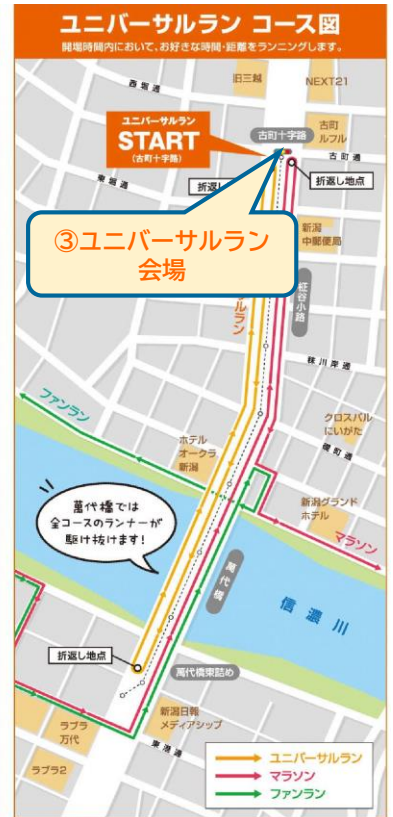 ユニバーサルラン コース図
開場時間内において、お好きな時間・距離をランニングします。
旧三越
NEXT21
西堀通
ユニバーサルラン
START
(古町十字路)
古町十字路
古町
ルフル
古町通
東堀通
折返し
折返し地点
③ユニバーサルラン
会場
新潟
中郵便局
ルラン
柾谷小路
秣川岸通
ファンラン
クロスパル
にいがた
礎町通
ホテル
オークラ
新潟
萬代橋では
全コースのランナーが
駆け抜けます!
新潟グランド
ホテル
マラソン
萬代橋
信濃川
折返し地点
萬代橋東詰め
新潟日報
メディアシップ
ラブラ
万代
東港通
ラブラ2
ユニバーサルラン
マラソン
ファンラン